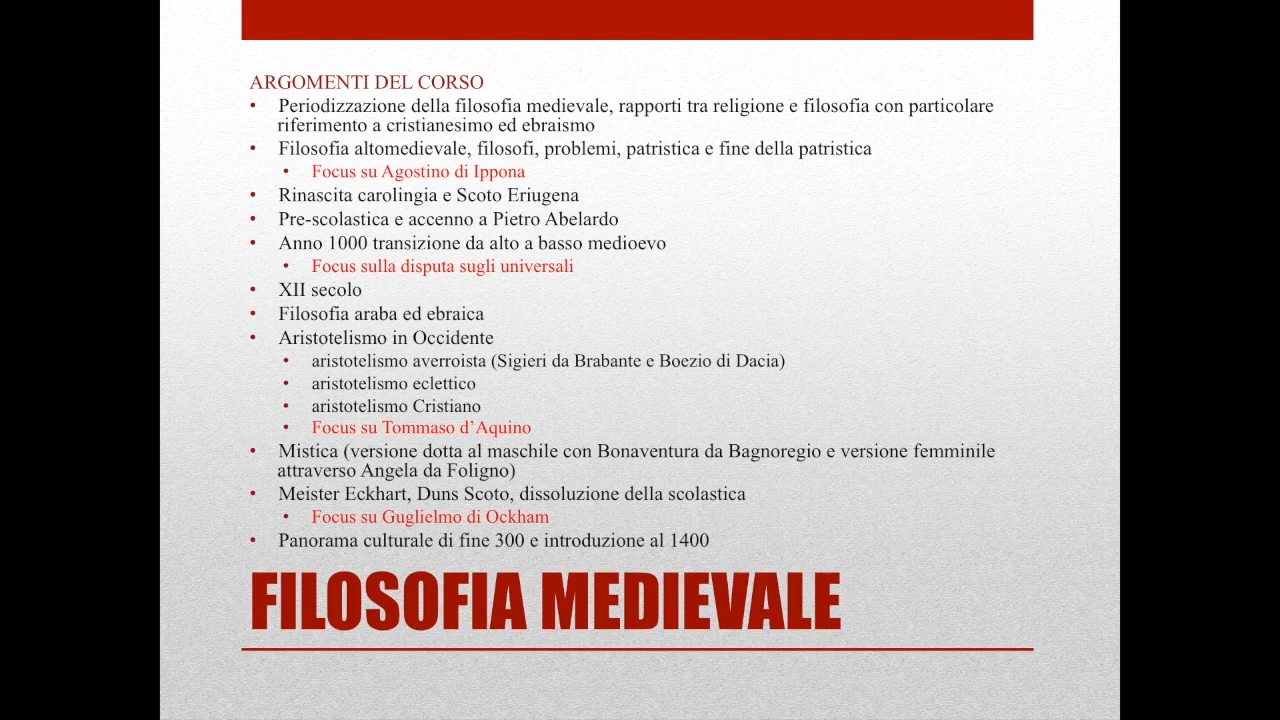 ARGOMENTI DEL CORSO
• Periodizzazione della filosofia medievale, rapporti tra religione e filosofia con particolare
riferimento a cristianesimo ed ebraismo
• Filosofia altomedievale, filosofi, problemi, patristica e fine della patristica
• Focus su Agostino di Ippona
• Rinascita carolingia e Scoto Eriugena
• Pre-scolastica e accenno a Pietro Abelardo
• Anno 1000 transizione da alto a basso medioevo
• Focus sulla disputa sugli universali
• XII secolo
• Filosofia araba ed ebraica
• Aristotelismo in Occidente
• aristotelismo averroista (Sigieri da Brabante e Boezio di Dacia)
• aristotelismo eclettico
• aristotelismo Cristiano
• Focus su Tommaso d’Aquino
• Mistica (versione dotta al maschile con Bonaventura da Bagnoregio e versione femminile
attraverso Angela da Foligno)
• Meister Eckhart, Duns Scoto, dissoluzione della scolastica
• Focus su Guglielmo di Ockham
• Panorama culturale di fine 300 e introduzione al 1400
FILOSOFIA MEDIEVALE